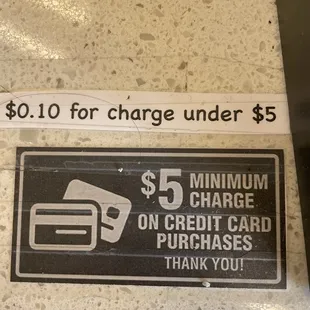 $0.10 for charge under $5
$5 MINIMUM
CHARGE
ON CREDIT CARD
PURCHASES
THANK YOU!